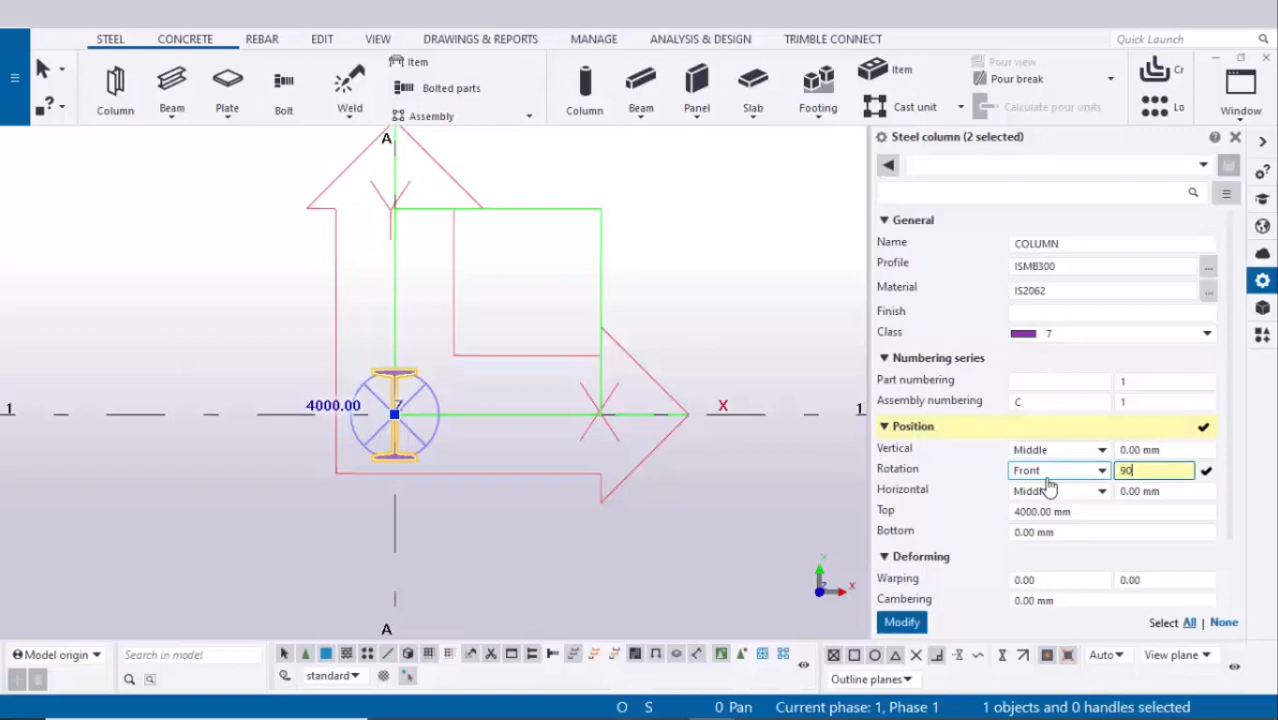 STEEL CONCRETE REBAR EDIT VIEW DRAWINGS & REPORTS MANAGE ANALYSIS & DESIGN TRIMBLE CONNECT Quick Launch
Item Pour view
Item Cr
Pour break
Bolted parts
Column Beam Plate Bolt Weld Column Beam Panel Slab Footing Cast unit Calculate pour units Lo Window
Assembly
A
Steel column (2 selected)
General
Name COLUMN
Profile ISMB300 ...
Material IS2062 ...
Finish
Class 7
Numbering series
Part numbering 1
Assembly numbering C 1
Position
Vertical Middle 0.00 mm
Rotation Front 90
Horizontal Middl 0.00 mm
Top 4000.00 mm
Bottom 0.00 mm
Deforming
Warping 0.00 0.00
Cambering 0.00 mm
Modify Select All | None
Y
1 4000.00 Z X X 1
X
A
Model origin Search in model Auto View plane
standard Outline planes
O S 0 Pan Current phase: 1, Phase 1 1 objects and 0 handles selected